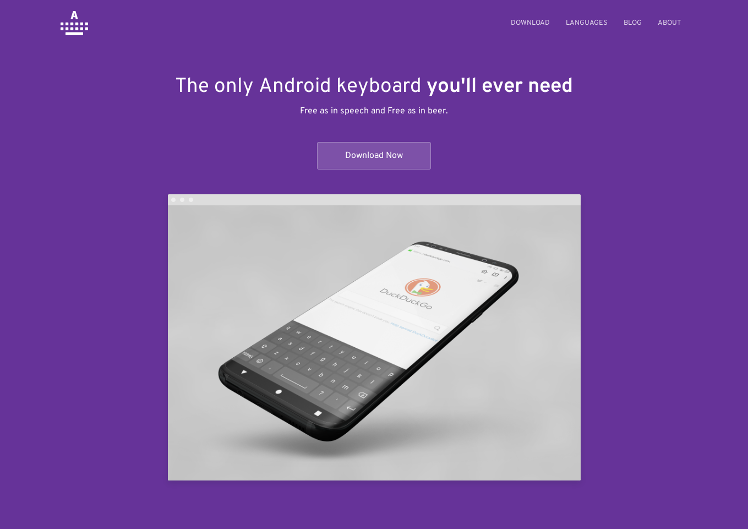 A
DOWNLOAD LANGUAGES BLOG ABOUT
The only Android keyboard you'll ever need
Free as in speech and Free as in beer.
Download Now
DuckDuckGo